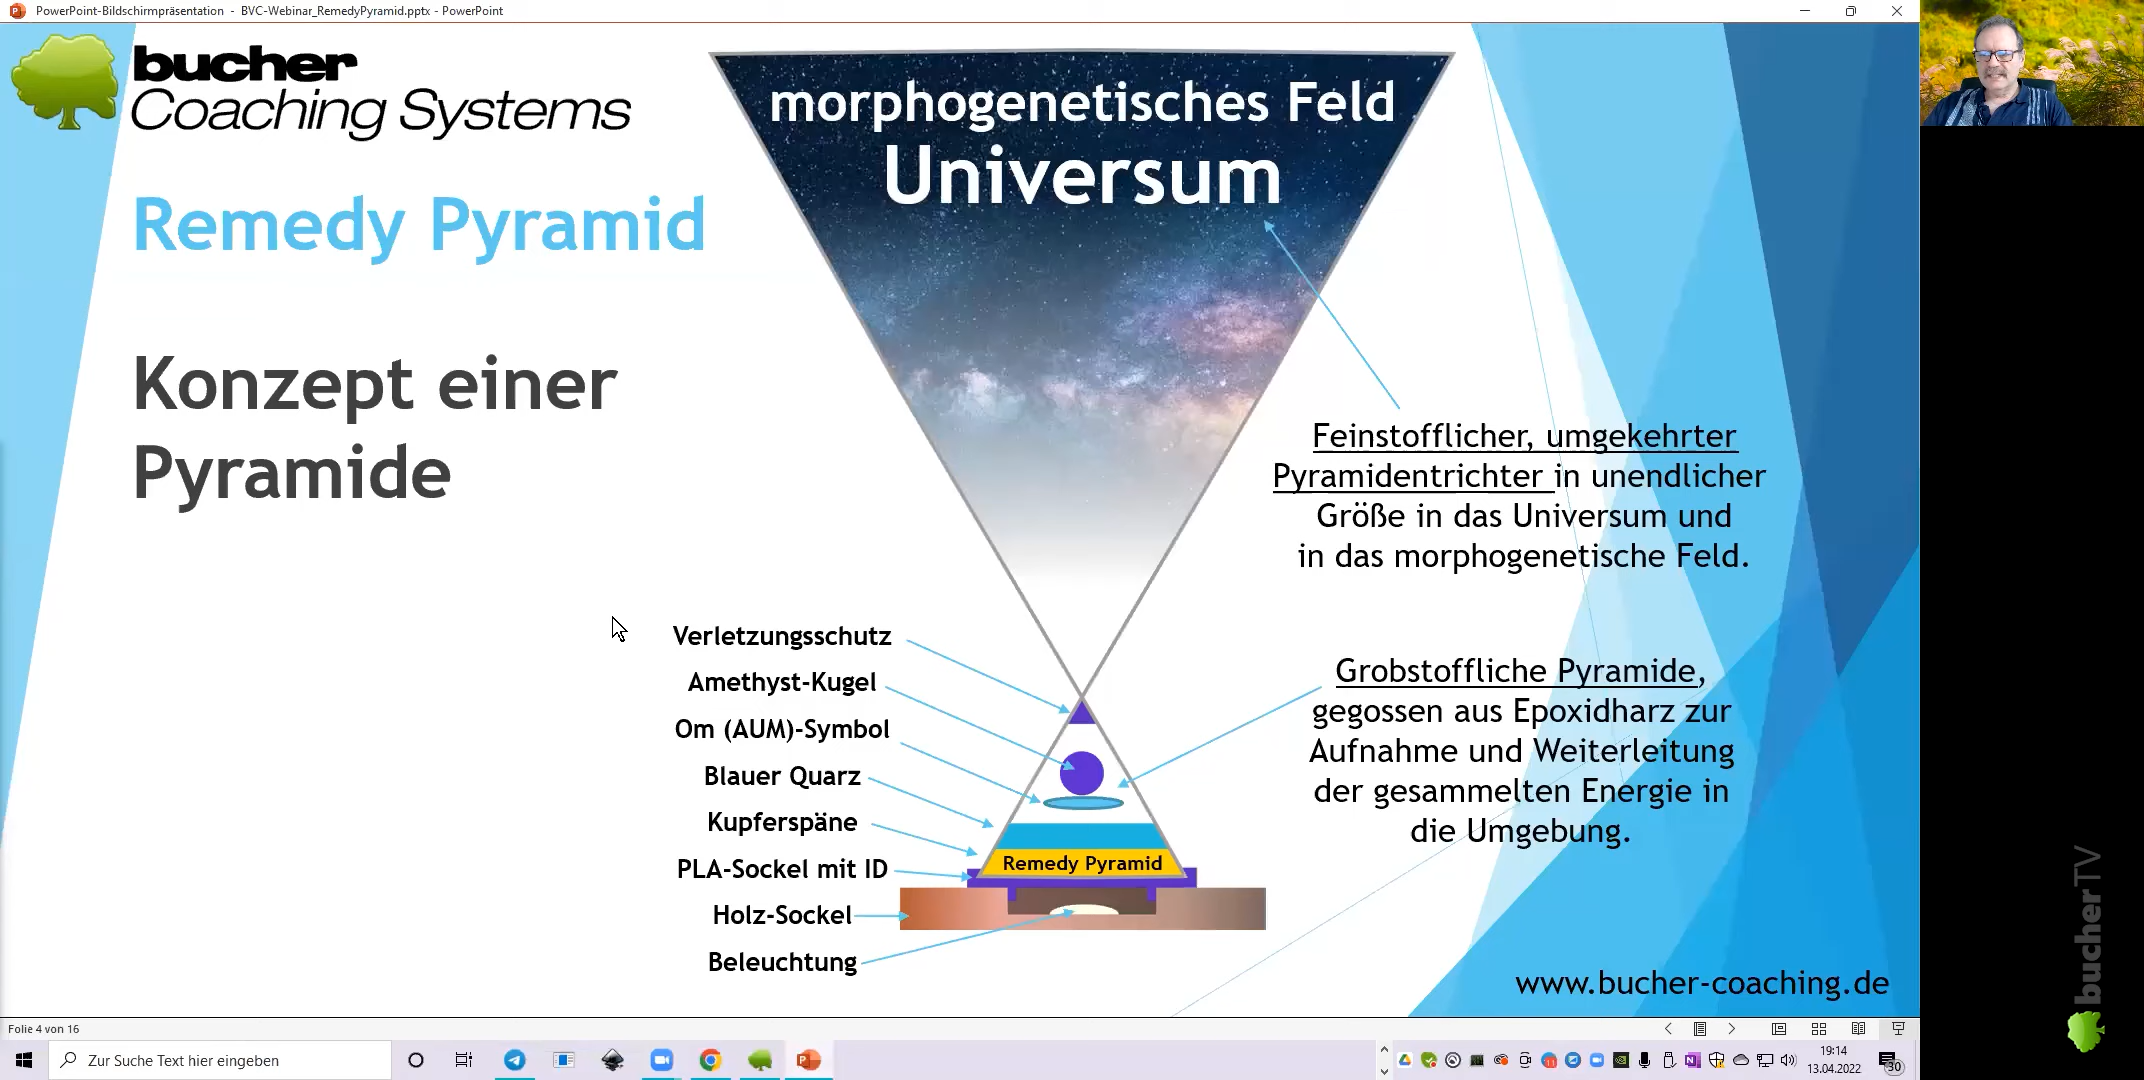 PowerPoint-Bildschirmpräsentation - BVC-Webinar_RemedyPyramid.pptx - PowerPoint
bucher
Coaching Systems
Remedy Pyramid
Konzept einer
Pyramide
morphogenetisches Feld
Universum
Feinstofflicher, umgekehrter
Pyramidentrichter in unendlicher
Größe in das Universum und
in das morphogenetische Feld.
Verletzungsschutz
Amethyst-Kugel
Om (AUM)-Symbol
Blauer Quarz
Kupferspäne
PLA-Sockel mit ID
Holz-Sockel
Beleuchtung
Remedy Pyramid
Grobstoffliche Pyramide,
gegossen aus Epoxidharz zur
Aufnahme und Weiterleitung
der gesammelten Energie in
die Umgebung.
www.bucher-coaching.de
bucherTV
Folie 4 von 16
Zur Suche Text hier eingeben
19:14
13.04.2022
30